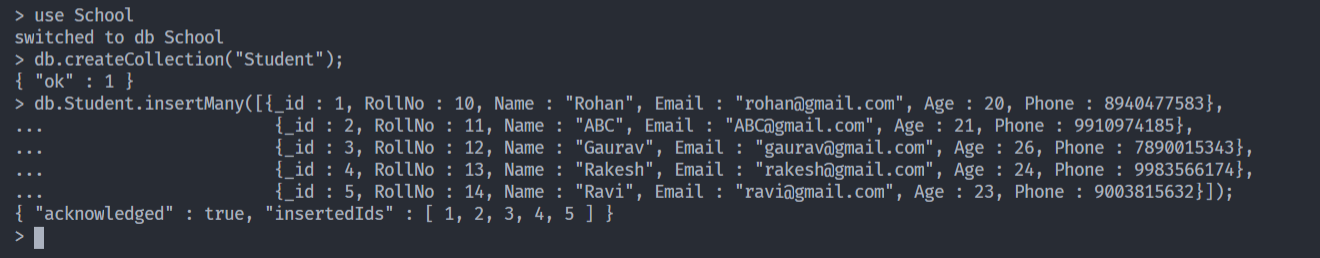 > use School
switched to db School
> db.createCollection("Student");
{ "ok" : 1 }
> db.Student.insertMany([{_id : 1, RollNo : 10, Name : "Rohan", Email : "rohan@gmail.com", Age : 20, Phone : 8940477583},
... {_id : 2, RollNo : 11, Name : "ABC", Email : "ABC@gmail.com", Age : 21, Phone : 9910974185},
... {_id : 3, RollNo : 12, Name : "Gaurav", Email : "gaurav@gmail.com", Age : 26, Phone : 7890015343},
... {_id : 4, RollNo : 13, Name : "Rakesh", Email : "rakesh@gmail.com", Age : 24, Phone : 9983566174},
... {_id : 5, RollNo : 14, Name : "Ravi", Email : "ravi@gmail.com", Age : 23, Phone : 9003815632}]);
{ "acknowledged" : true, "insertedIds" : [ 1, 2, 3, 4, 5 ] }
>